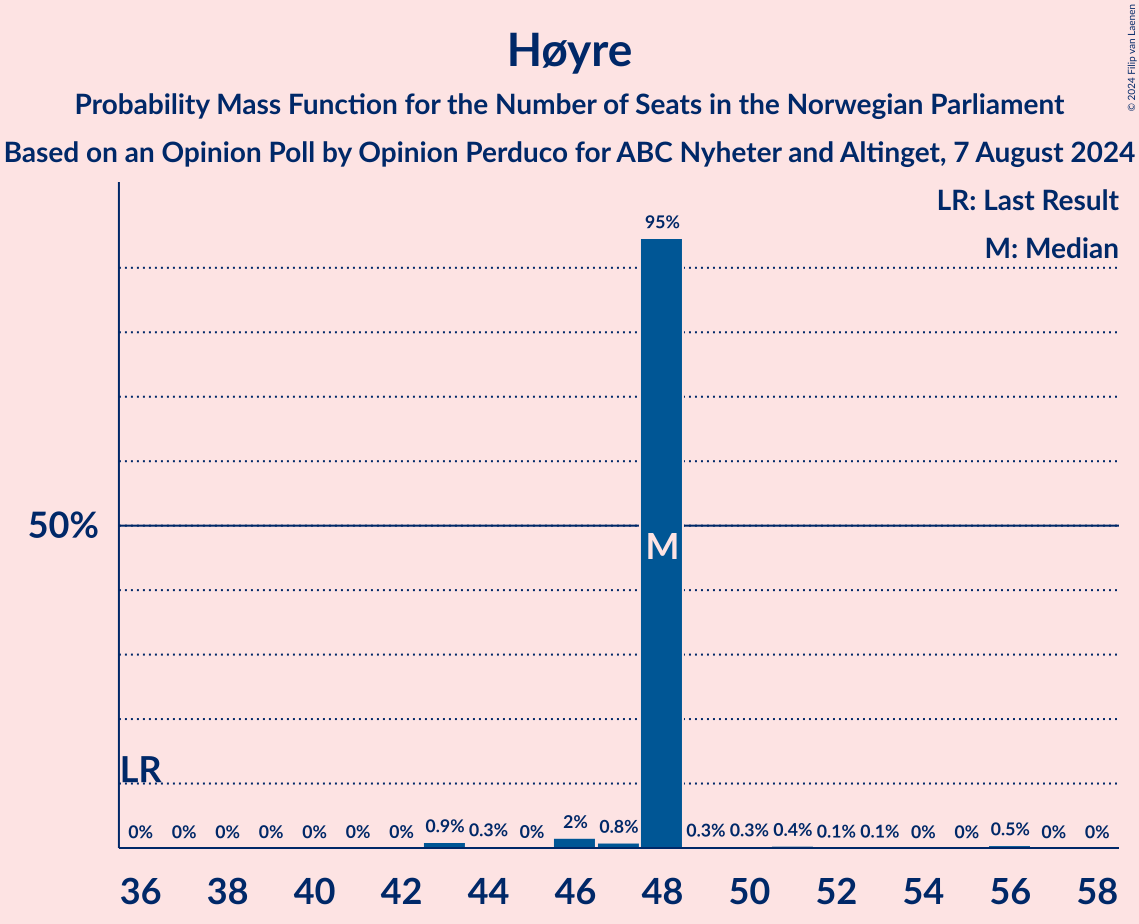 Høyre
Probability Mass Function for the Number of Seats in the Norwegian Parliament
Based on an Opinion Poll by Opinion Perduco for ABC Nyheter and Altinget, 7 August 2024
© 2024 Filip van Laenen
LR: Last Result
M: Median
95%
50%
M
LR
0% 0% 0% 0% 0% 0% 0% 0.9% 0.3% 0% 2% 0.8% 0.3% 0.3% 0.4% 0.1% 0.1% 0% 0% 0.5% 0% 0%
36 38 40 42 44 46 48 50 52 54 56 58